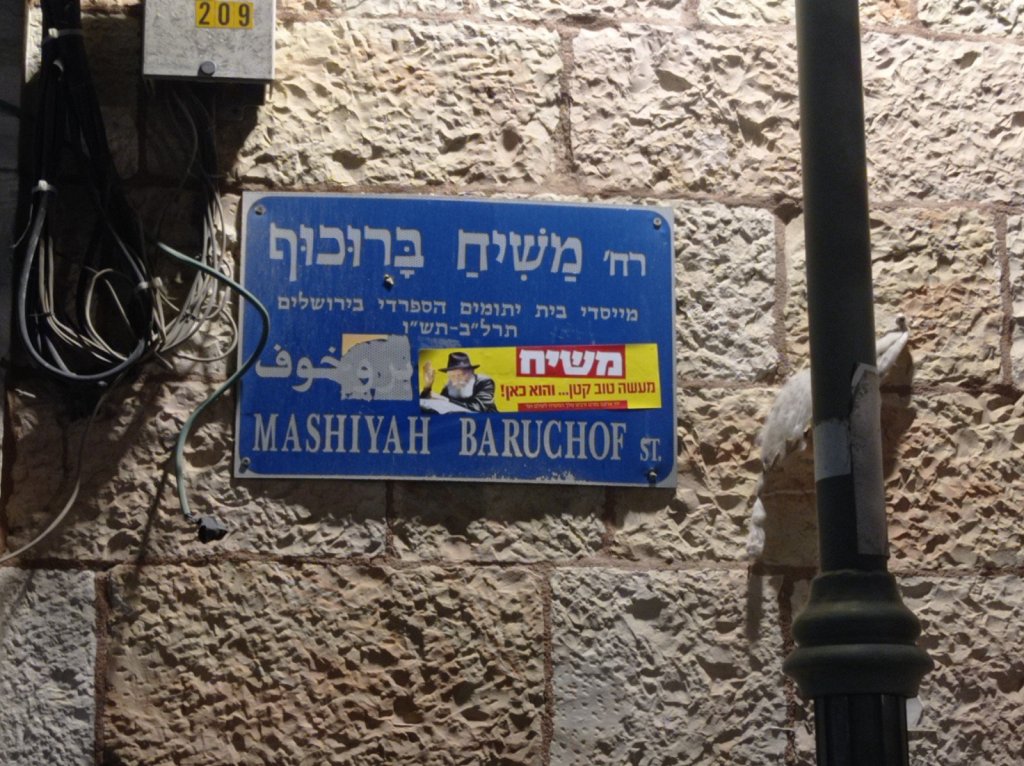 209
רח' מַשִׁיחַ בָּרוּכוֹף
מייסדי בית יתומים הספרדי בירושלים
תרל"ב-תש"ו
משיח
מעשה טוב קטן... והוא כאן!
MASHIYAH BARUCHOF ST.